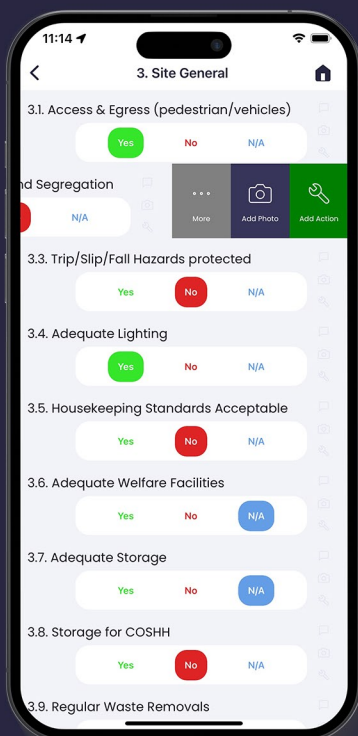 11:14
3. Site General
3.1. Access & Egress (pedestrian/vehicles)
Yes No N/A
nd Segregation
N/A
More Add Photo Add Action
3.3. Trip/Slip/Fall Hazards protected
Yes No N/A
3.4. Adequate Lighting
Yes No N/A
3.5. Housekeeping Standards Acceptable
Yes No N/A
3.6. Adequate Welfare Facilities
Yes No N/A
3.7. Adequate Storage
Yes No N/A
3.8. Storage for COSHH
Yes No N/A
3.9. Regular Waste Removals